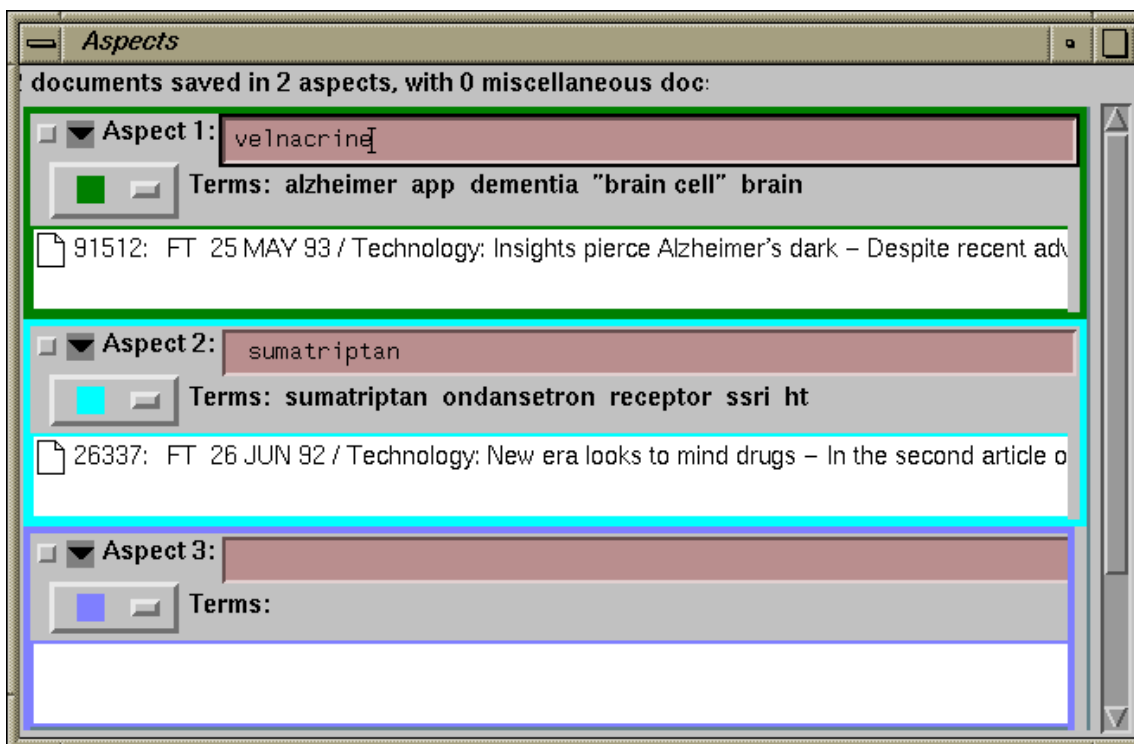 Aspects
documents saved in 2 aspects, with 0 miscellaneous doc:
Aspect 1: velnacrine
Terms: alzheimer app dementia "brain cell" brain
91512: FT 25 MAY 93 / Technology: Insights pierce Alzheimer's dark – Despite recent adv
Aspect 2: sumatriptan
Terms: sumatriptan ondansetron receptor ssri ht
26337: FT 26 JUN 92 / Technology: New era looks to mind drugs – In the second article o
Aspect 3:
Terms: